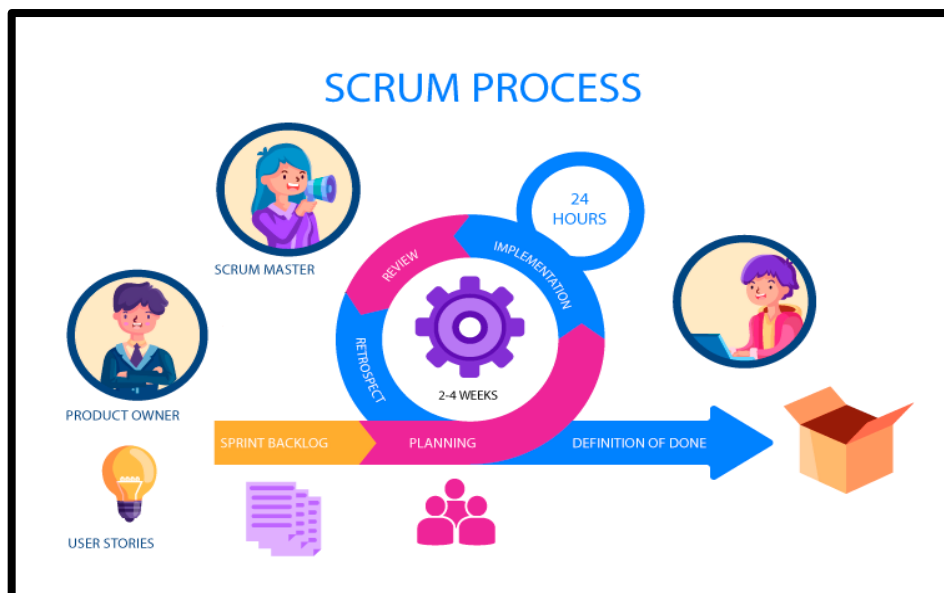 SCRUM PROCESS
24
HOURS
SCRUM MASTER
REVIEW
IMPLEMENTATION
RETROSPECT
2-4 WEEKS
PRODUCT OWNER
SPRINT BACKLOG
PLANNING
DEFINITION OF DONE
USER STORIES